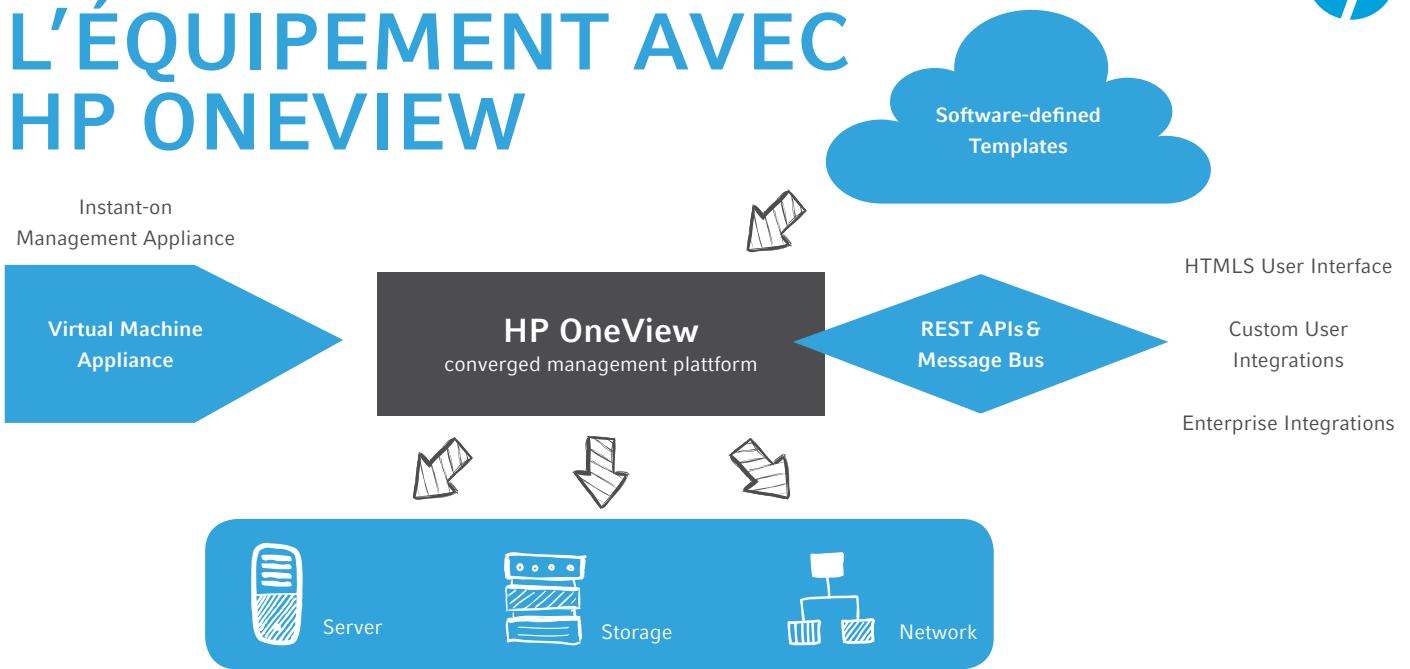 L'ÉQUIPEMENT AVEC
HP ONEVIEW
Software-defined
Templates
Instant-on
Management Appliance
Virtual Machine
Appliance
HP OneView
converged management plattform
REST APIs &
Message Bus
HTMLS User Interface
Custom User
Integrations
Enterprise Integrations
Server
Storage
Network